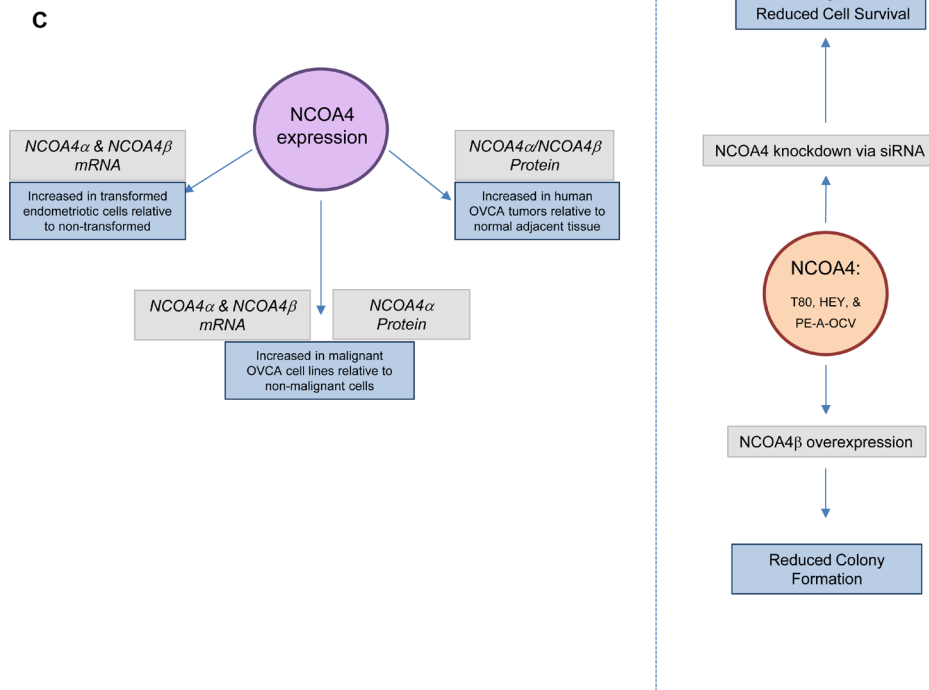 C
NCOA4
expression
NCOA4α & NCOA4β
mRNA
Increased in transformed
endometriotic cells relative
to non-transformed
NCOA4α/NCOA4β
Protein
Increased in human
OVCA tumors relative to
normal adjacent tissue
NCOA4α & NCOA4β
mRNA
NCOA4α
Protein
Increased in malignant
OVCA cell lines relative to
non-malignant cells
Reduced Cell Survival
NCOA4 knockdown via siRNA
NCOA4:
T80, HEY, &
PE-A-OCV
NCOA4β overexpression
Reduced Colony
Formation